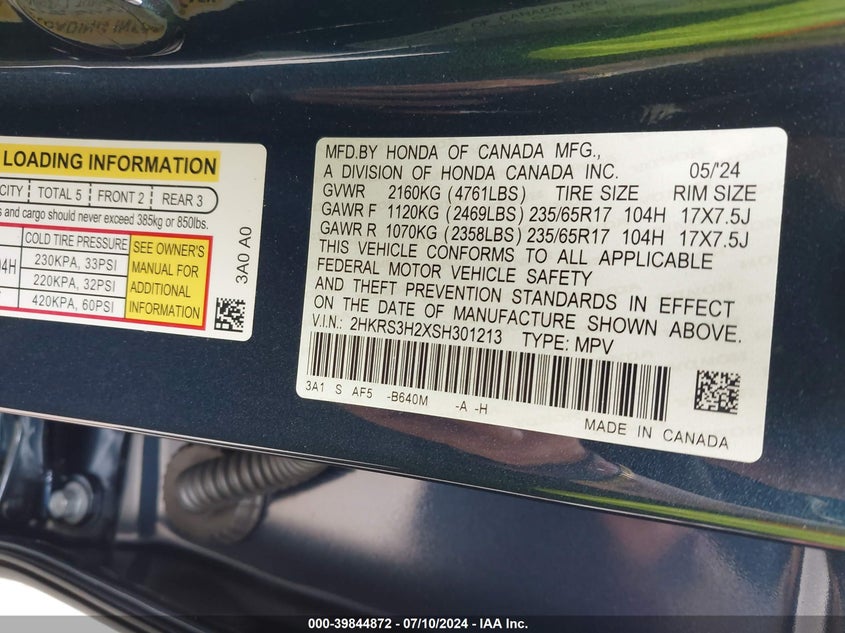 LOADING INFORMATION
CITY TOTAL 5 FRONT 2 REAR 3
s and cargo should never exceed 385kg or 850lbs.
COLD TIRE PRESSURE
04H 230KPA, 33PSI
220KPA, 32PSI
420KPA, 60PSI
SEE OWNER'S
MANUAL FOR
ADDITIONAL
INFORMATION
3A0 A0
MFD.BY HONDA OF CANADA MFG.,
A DIVISION OF HONDA CANADA INC. 05/'24
GVWR 2160KG (4761LBS) TIRE SIZE RIM SIZE
GAWR F 1120KG (2469LBS) 235/65R17 104H 17X7.5J
GAWR R 1070KG (2358LBS) 235/65R17 104H 17X7.5J
THIS VEHICLE CONFORMS TO ALL APPLICABLE
FEDERAL MOTOR VEHICLE SAFETY
AND THEFT PREVENTION STANDARDS IN EFFECT
ON THE DATE OF MANUFACTURE SHOWN ABOVE.
V.I.N.: 2HKRS3H2XSH301213 TYPE: MPV
3A1 S AF5 -B640M -A -H
MADE IN CANADA
000-39844872 - 07/10/2024 - IAA Inc.